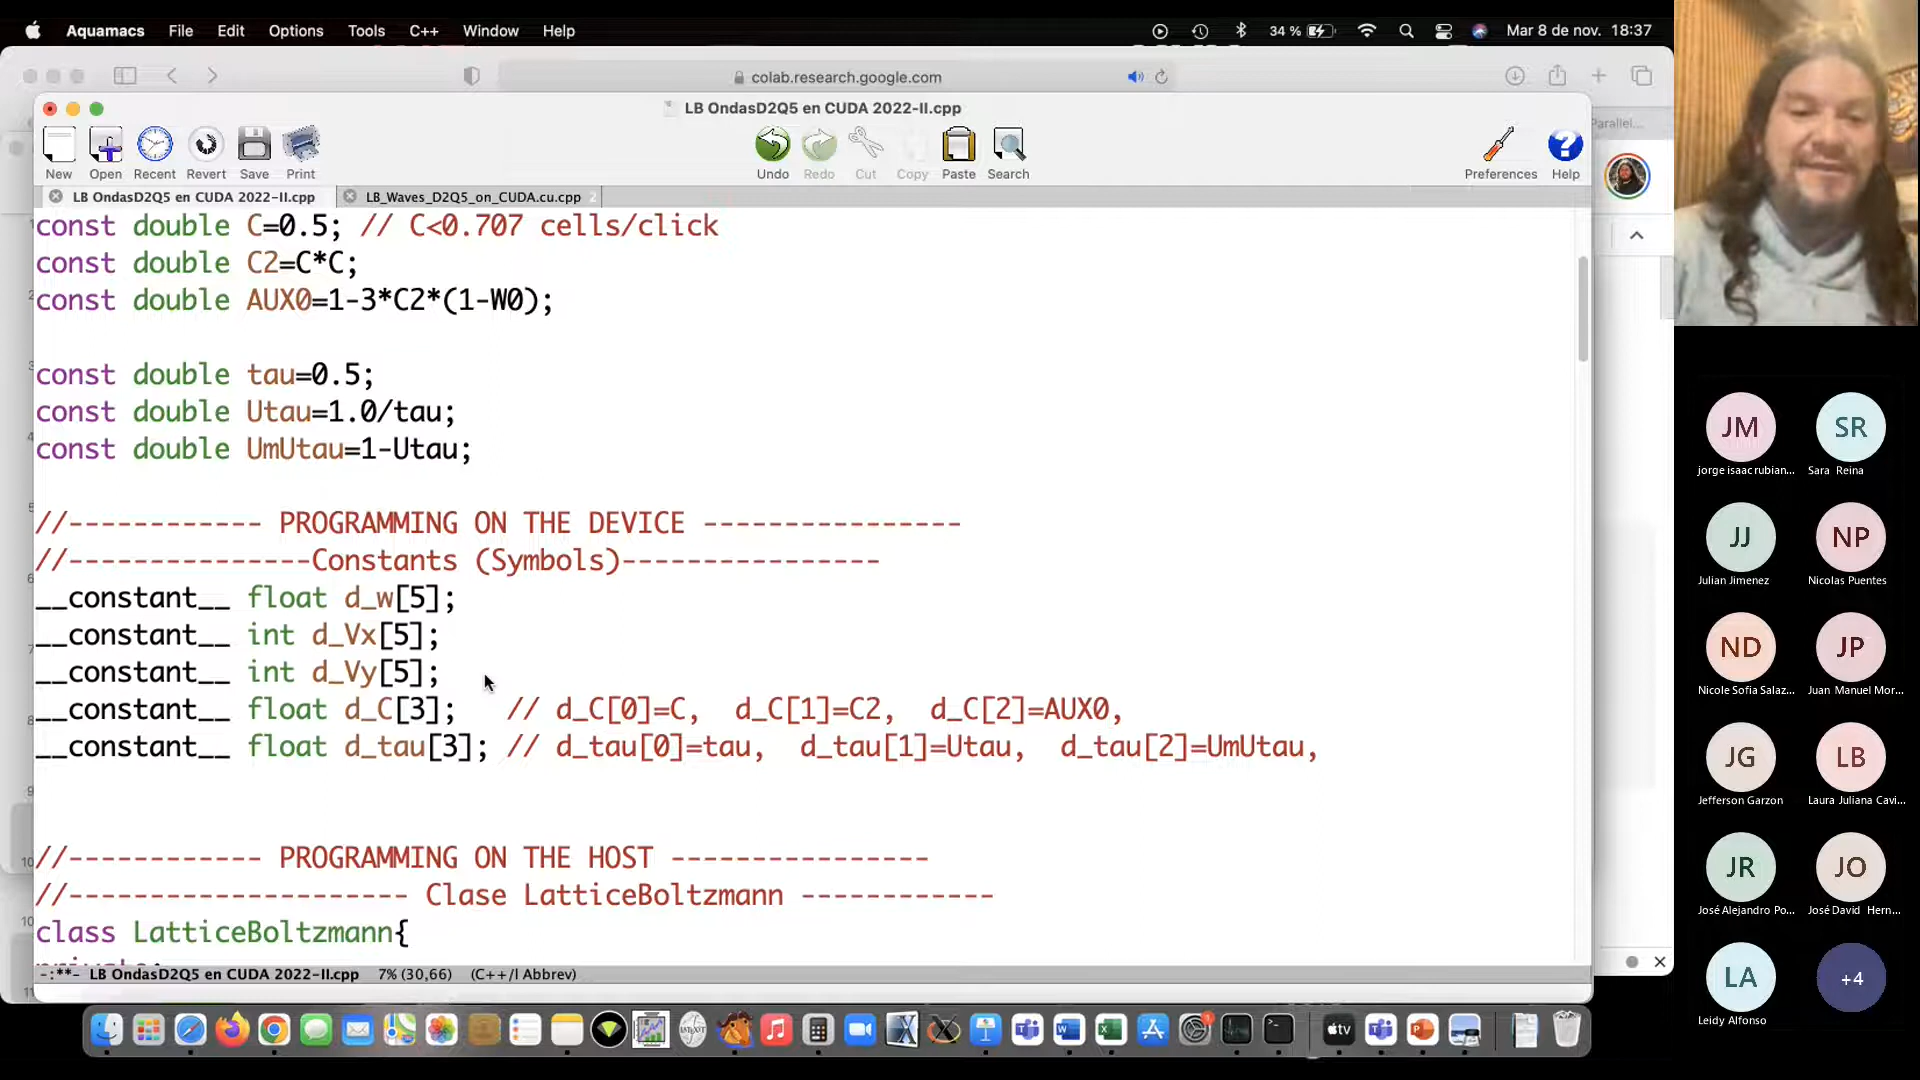 Aquamacs File Edit Options Tools C++ Window Help 34 % Mar 8 de nov. 18:37
colab.research.google.com
LB OndasD2Q5 en CUDA 2022-II.cpp
Parallel...
New Open Recent Revert Save Print Undo Redo Cut Copy Paste Search Preferences Help
LB OndasD2Q5 en CUDA 2022-II.cpp LB_Waves_D2Q5_on_CUDA.cu.cpp 2
const double C=0.5; // C<0.707 cells/click
const double C2=C*C;
const double AUX0=1-3*C2*(1-W0);
const double tau=0.5;
const double Utau=1.0/tau;
const double UmUtau=1-Utau;
//------------ PROGRAMMING ON THE DEVICE ----------------
//---------------Constants (Symbols)----------------
__constant__ float d_w[5];
__constant__ int d_Vx[5];
__constant__ int d_Vy[5];
__constant__ float d_C[3]; // d_C[0]=C, d_C[1]=C2, d_C[2]=AUX0,
__constant__ float d_tau[3]; // d_tau[0]=tau, d_tau[1]=Utau, d_tau[2]=UmUtau,
//------------ PROGRAMMING ON THE HOST ----------------
//--------------------- Clase LatticeBoltzmann ------------
class LatticeBoltzmann{
-:**- LB OndasD2Q5 en CUDA 2022-II.cpp 7% (30,66) (C++/l Abbrev)
JM SR
jorge isaac rubian... Sara Reina
JJ NP
Julian Jimenez Nicolas Puentes
ND JP
Nicole Sofia Salaz... Juan Manuel Mor...
JG LB
Jefferson Garzon Laura Juliana Cavi...
JR JO
José Alejandro Po... José David Hern...
LA +4
Leidy Alfonso
tv